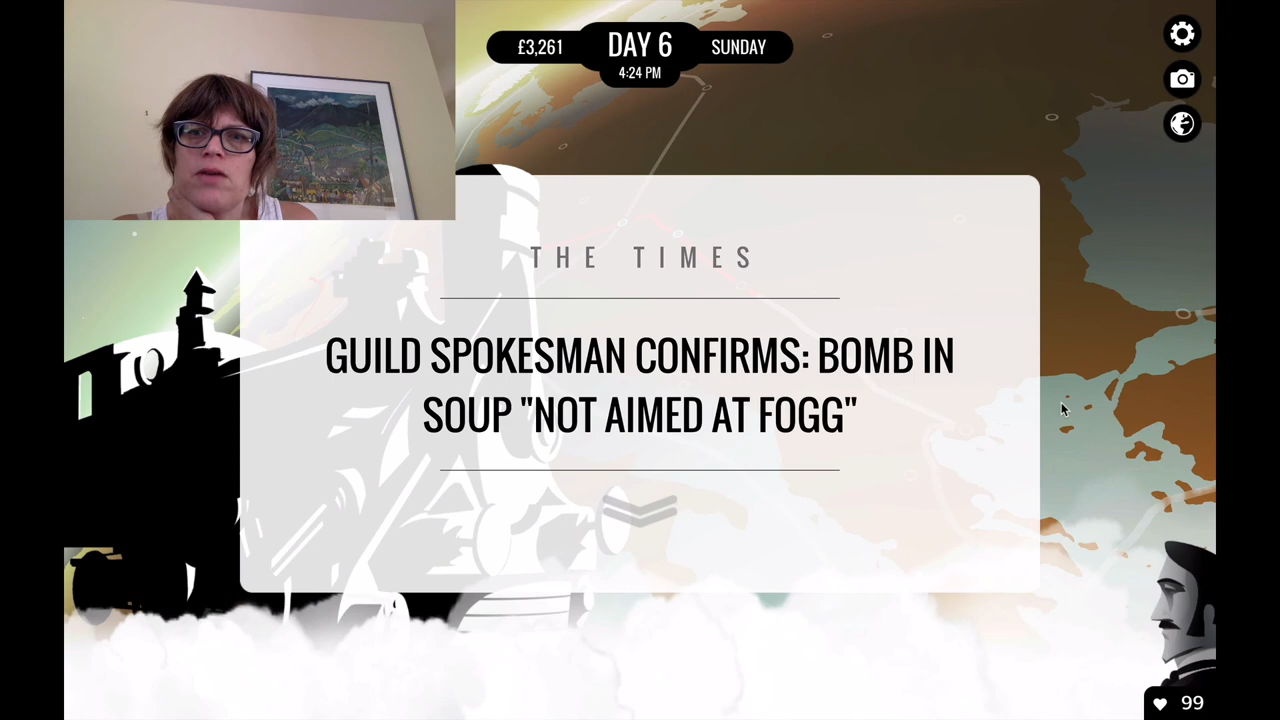 £3,261
DAY 6
SUNDAY
4:24 PM
THE TIMES
GUILD SPOKESMAN CONFIRMS: BOMB IN
SOUP "NOT AIMED AT FOGG"
99